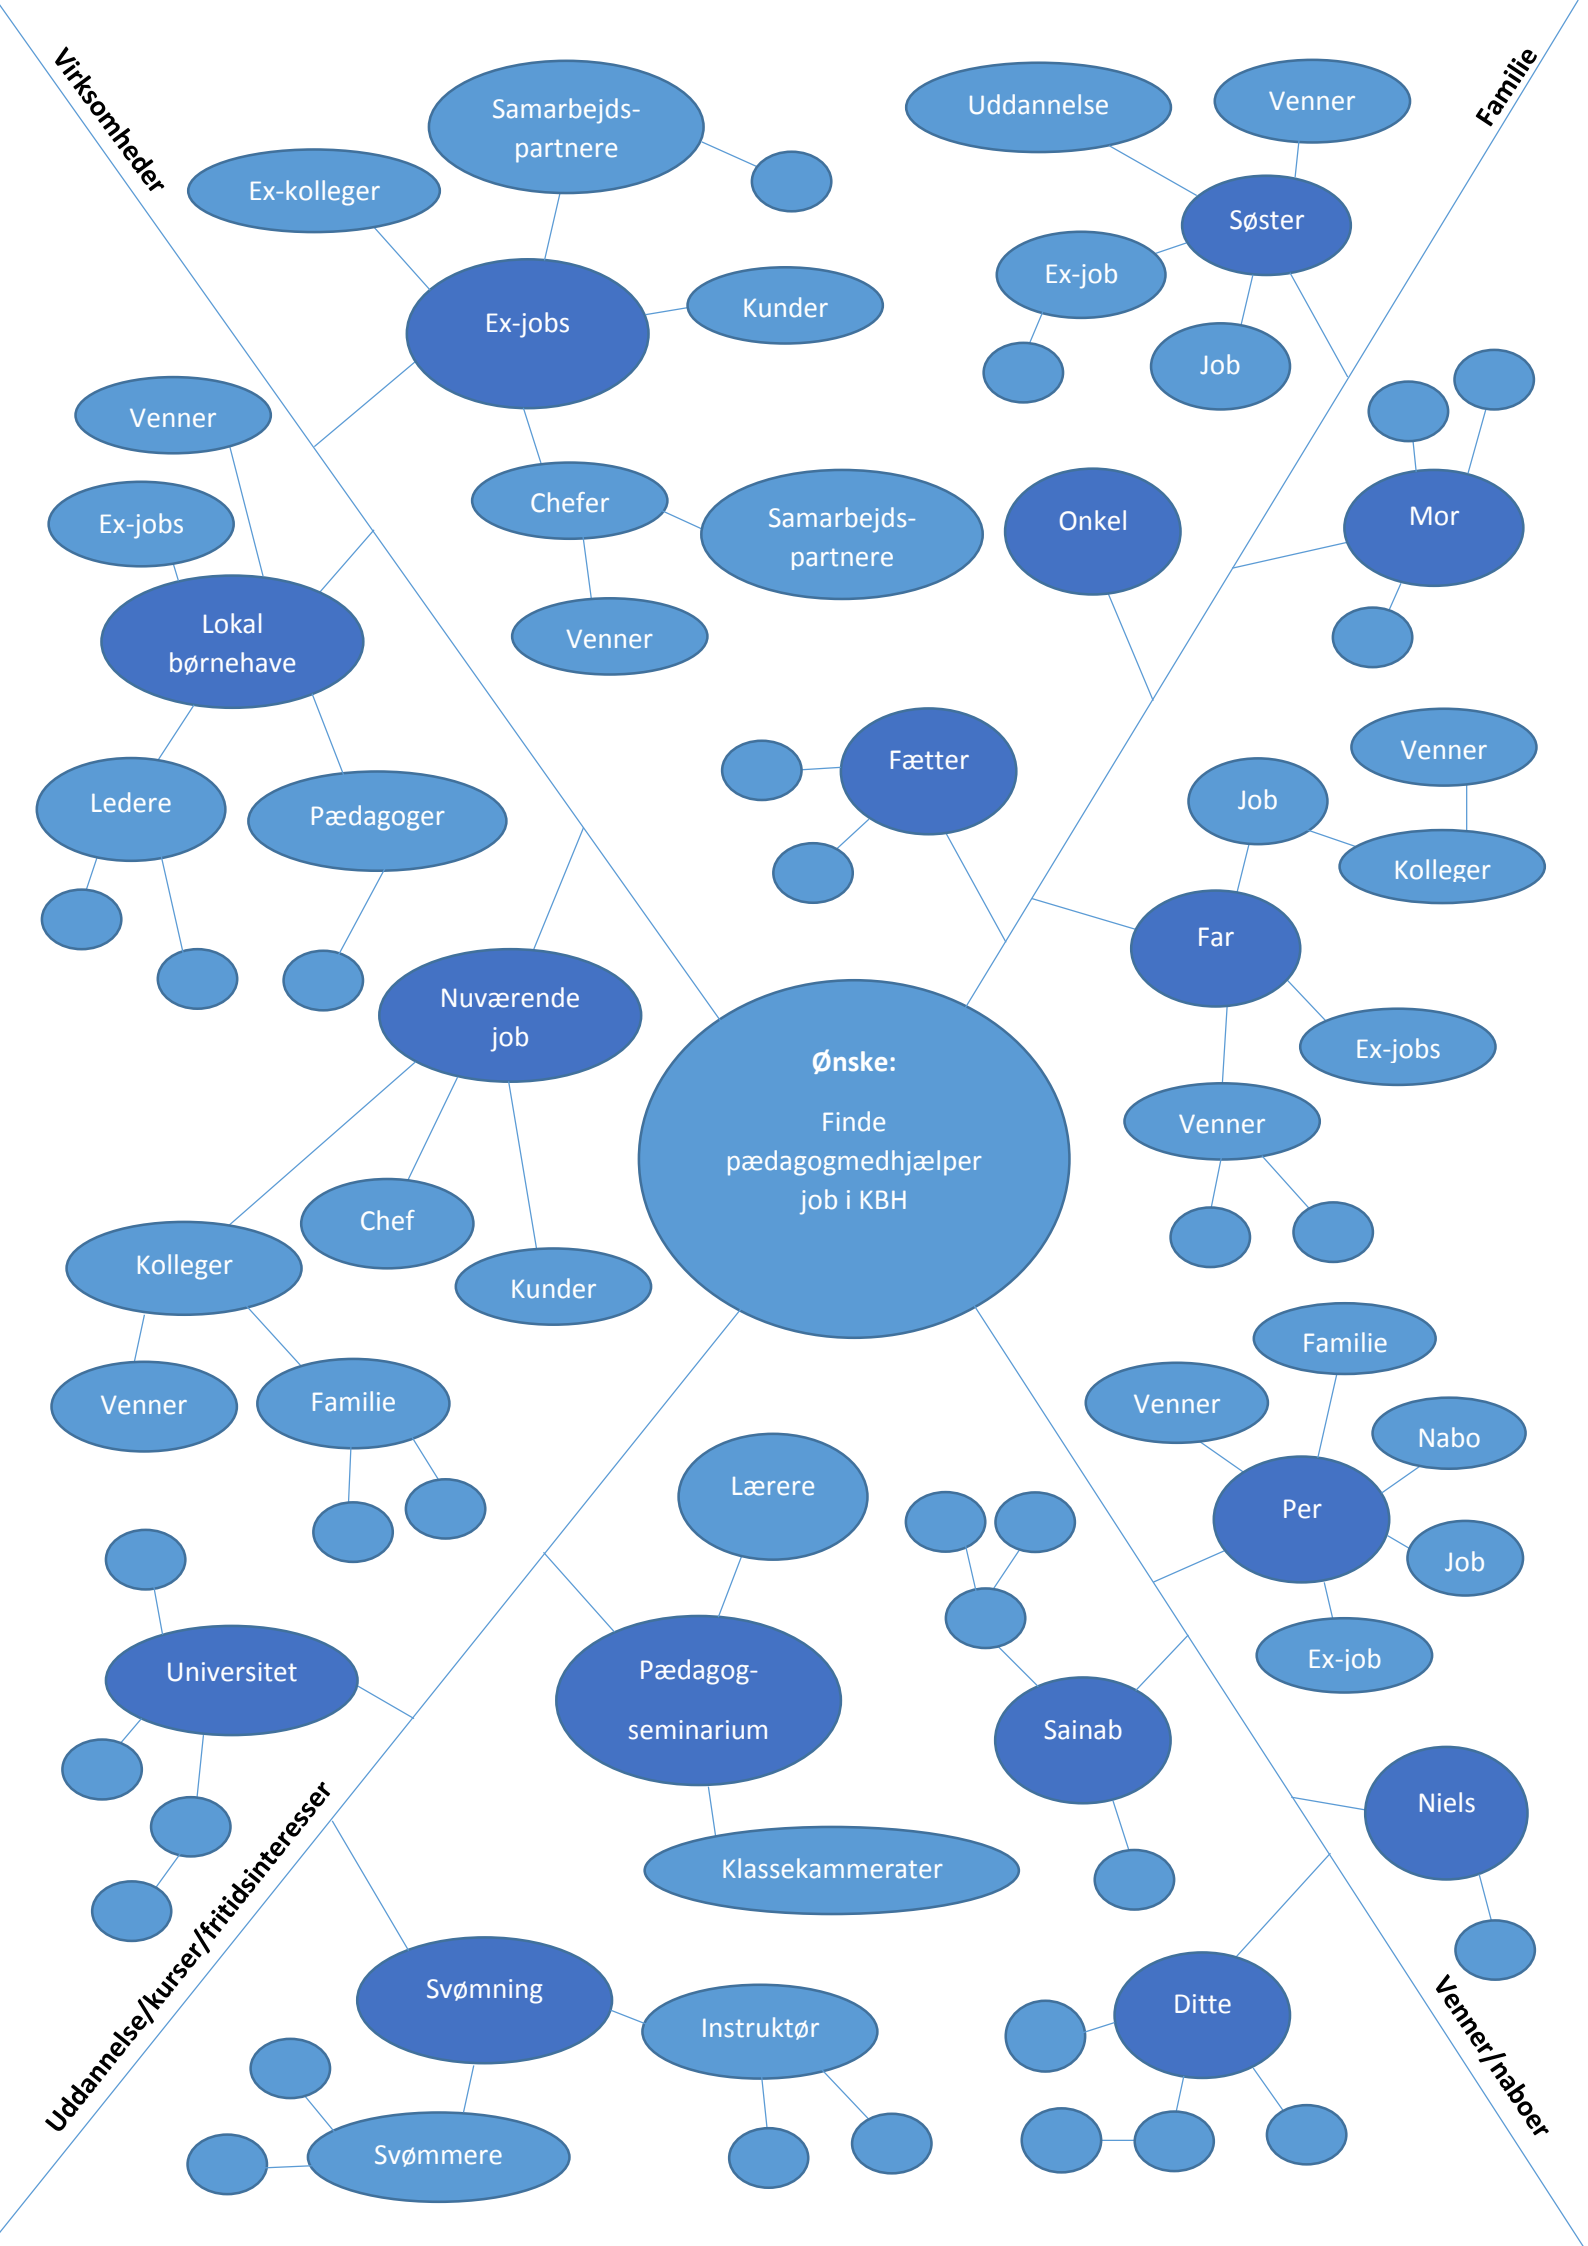 Virksomheder
Samarbejds-
partnere
Ex-kolleger
Ex-jobs
Kunder
Chefer
Samarbejds-
partnere
Venner
Venner
Ex-jobs
Lokal
børnehave
Ledere
Pædagoger
Nuværende
job
Kolleger
Chef
Kunder
Venner
Familie
Familie
Uddannelse
Venner
Søster
Ex-job
Job
Mor
Onkel
Fætter
Venner
Job
Kolleger
Far
Ex-jobs
Venner
Ønske:
Finde
pædagogmedhjælper
job i KBH
Uddannelse/kurser/fritidsinteresser
Lærere
Pædagog-
seminarium
Klassekammerater
Universitet
Svømning
Instruktør
Svømmere
Venner/naboer
Familie
Venner
Nabo
Per
Job
Ex-job
Sainab
Niels
Ditte